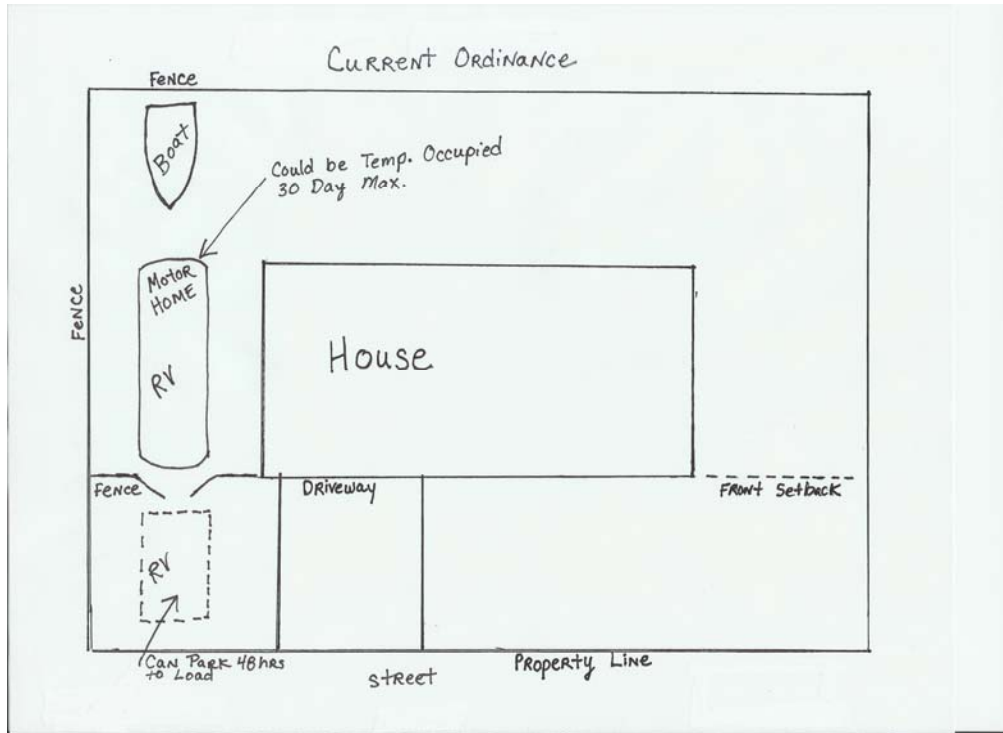 Current Ordinance
Fence
Boat
Could be Temp. Occupied
30 Day Max.
Motor
Home
RV
Fence
House
Fence
Driveway
Front Setback
RV
Can Park 48 hrs
to Load
Street
Property Line